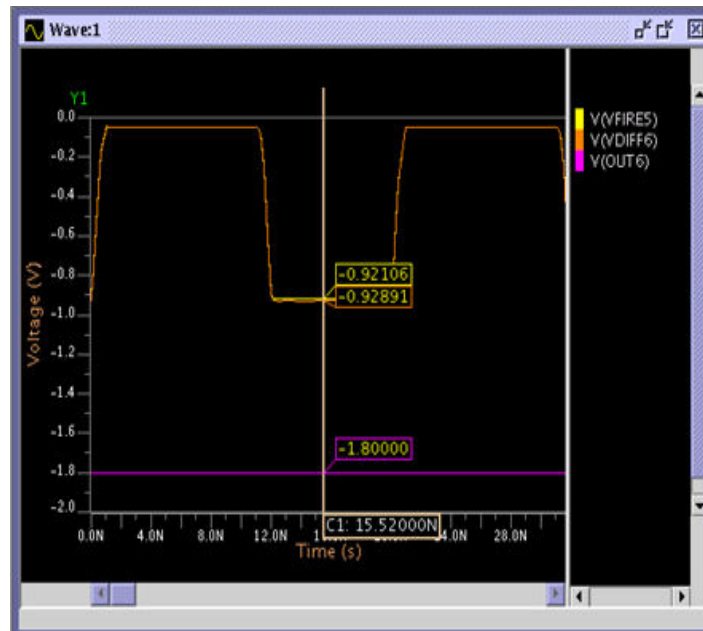 Wave:1
Y1
V(VFIRE5)
V(VDIFF6)
V(OUT6)
0.0
-0.2
-0.4
-0.6
-0.8
-1.0
-1.2
-1.4
-1.6
-1.8
-2.0
Voltage (V)
-0.92106
-0.92891
-1.80000
C1: 15.52000N
0.0N 4.0N 8.0N 12.0N 28.0N
Time (s)